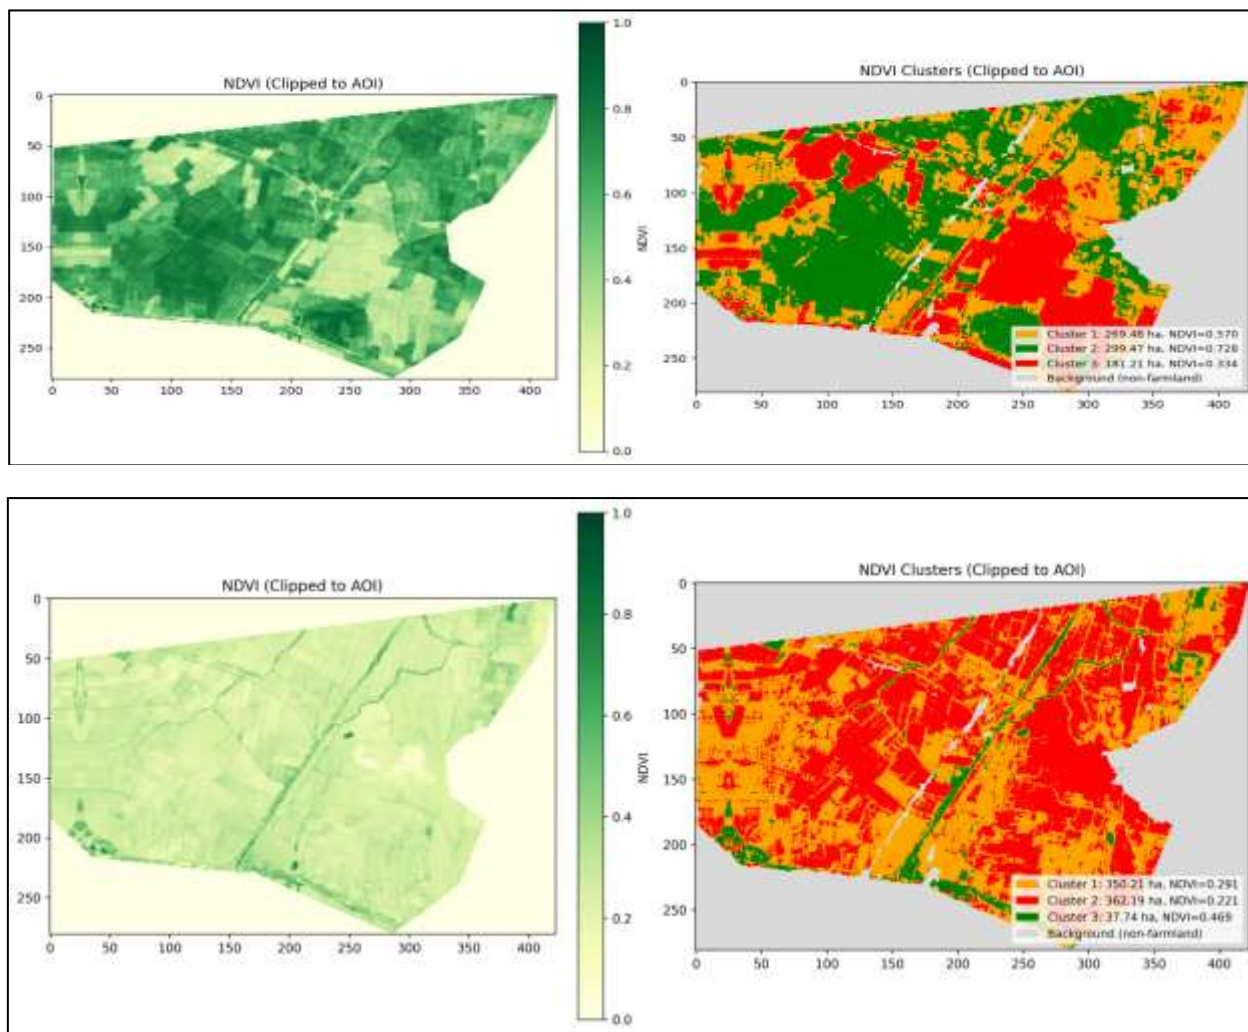 NDVI (Clipped to AOI)
0
50
100
150
200
250
0 50 100 150 200 250 300 350 400
1.0
0.8
0.6
0.4
0.2
0.0
NDVI
NDVI Clusters (Clipped to AOI)
0
50
100
150
200
250
Cluster 1: 269.48 ha, NDVI=0.570
Cluster 2: 299.47 ha, NDVI=0.728
Cluster 3: 181.21 ha, NDVI=0.334
Background (non-farmland)
0 50 100 150 200 250 300 350 400
NDVI (Clipped to AOI)
0
50
100
150
200
250
0 50 100 150 200 250 300 350 400
1.0
0.8
0.6
0.4
0.2
0.0
NDVI
NDVI Clusters (Clipped to AOI)
0
50
100
150
200
250
Cluster 1: 350.21 ha, NDVI=0.291
Cluster 2: 362.19 ha, NDVI=0.221
Cluster 3: 37.74 ha, NDVI=0.469
Background (non-farmland)
0 50 100 150 200 250 300 350 400